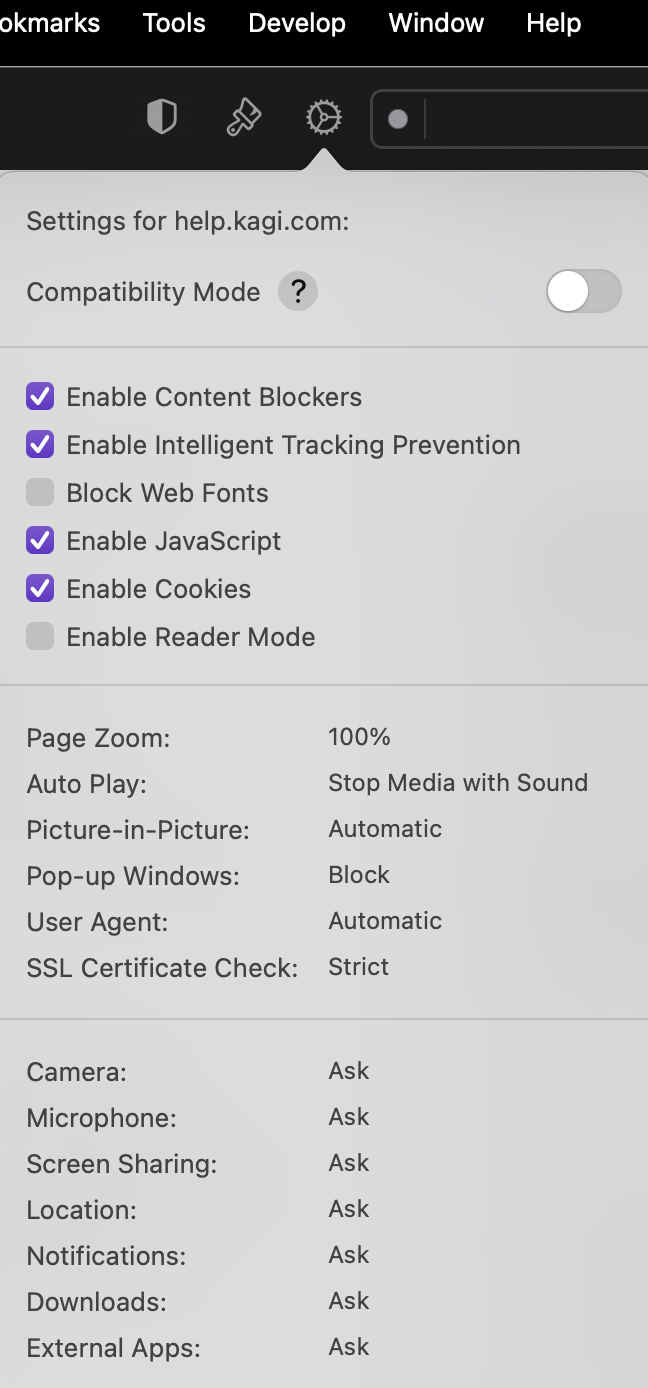 okmarks Tools Develop Window Help
Settings for help.kagi.com:
Compatibility Mode ?
Enable Content Blockers
Enable Intelligent Tracking Prevention
Block Web Fonts
Enable JavaScript
Enable Cookies
Enable Reader Mode
Page Zoom: 100%
Auto Play: Stop Media with Sound
Picture-in-Picture: Automatic
Pop-up Windows: Block
User Agent: Automatic
SSL Certificate Check: Strict
Camera: Ask
Microphone: Ask
Screen Sharing: Ask
Location: Ask
Notifications: Ask
Downloads: Ask
External Apps: Ask